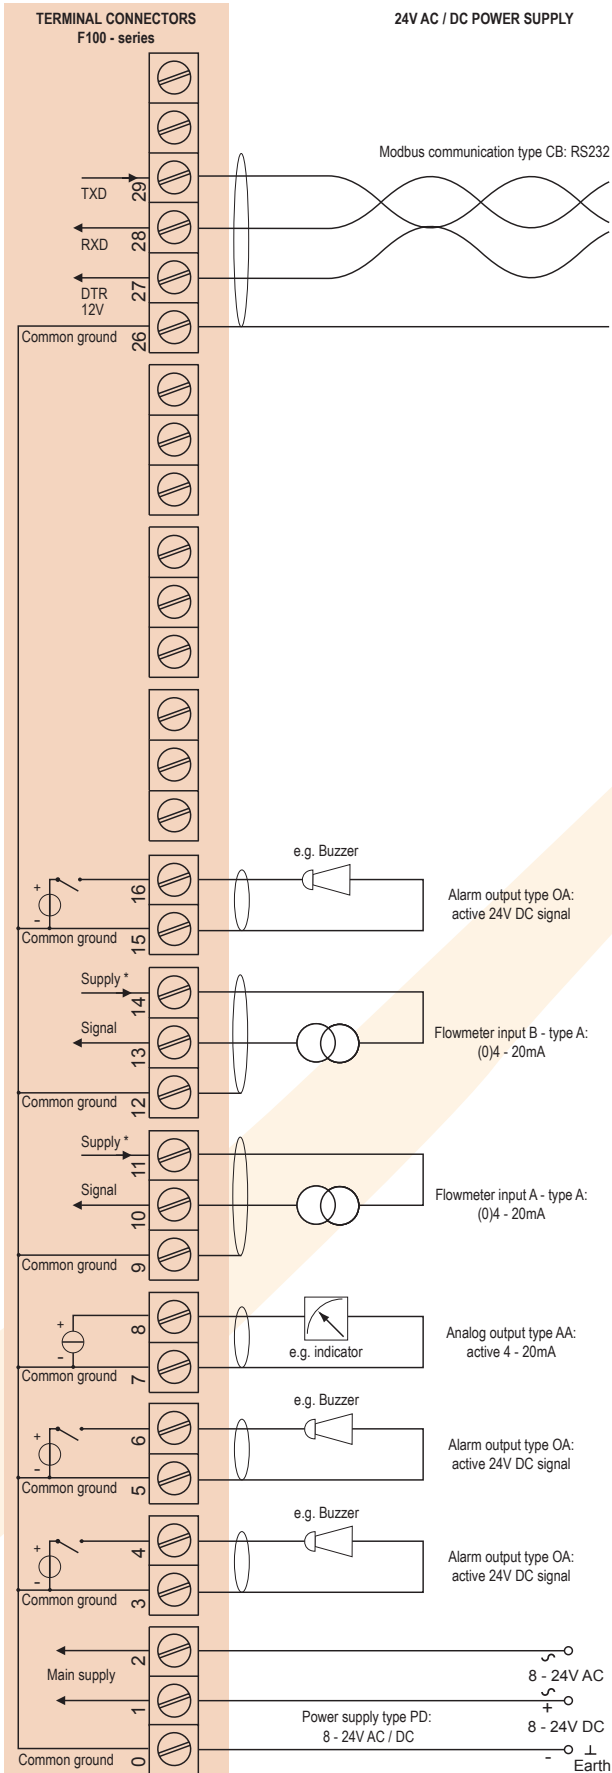 TERMINAL CONNECTORS
F100 - series
24V AC / DC POWER SUPPLY
Modbus communication type CB: RS232
TXD
29
RXD
28
DTR
12V
27
Common ground
26
e.g. Buzzer
+
-
16
Alarm output type OA:
active 24V DC signal
Common ground
15
Supply *
14
Signal
13
Flowmeter input B - type A:
(0)4 - 20mA
Common ground
12
Supply *
11
Signal
10
Flowmeter input A - type A:
(0)4 - 20mA
Common ground
9
+
-
8
e.g. indicator
Analog output type AA:
active 4 - 20mA
Common ground
7
e.g. Buzzer
+
-
6
Alarm output type OA:
active 24V DC signal
Common ground
5
e.g. Buzzer
+
-
4
Alarm output type OA:
active 24V DC signal
Common ground
3
2
Main supply
8 - 24V AC
1
+
Power supply type PD:
8 - 24V AC / DC
8 - 24V DC
Common ground
0
-
Earth